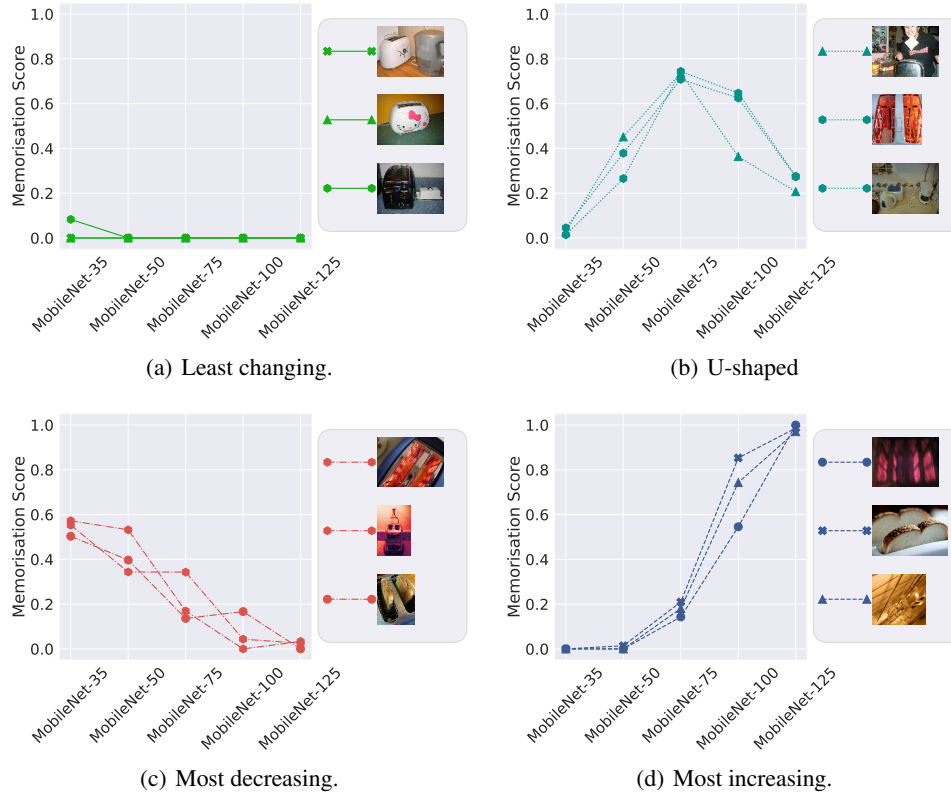 1.0
0.8
0.6
0.4
0.2
0.0
Memorisation Score
MobileNet-35
MobileNet-50
MobileNet-75
MobileNet-100
MobileNet-125
(a) Least changing.
1.0
0.8
0.6
0.4
0.2
0.0
Memorisation Score
MobileNet-35
MobileNet-50
MobileNet-75
MobileNet-100
MobileNet-125
(b) U-shaped
1.0
0.8
0.6
0.4
0.2
0.0
Memorisation Score
MobileNet-35
MobileNet-50
MobileNet-75
MobileNet-100
MobileNet-125
(c) Most decreasing.
1.0
0.8
0.6
0.4
0.2
0.0
Memorisation Score
MobileNet-35
MobileNet-50
MobileNet-75
MobileNet-100
MobileNet-125
(d) Most increasing.